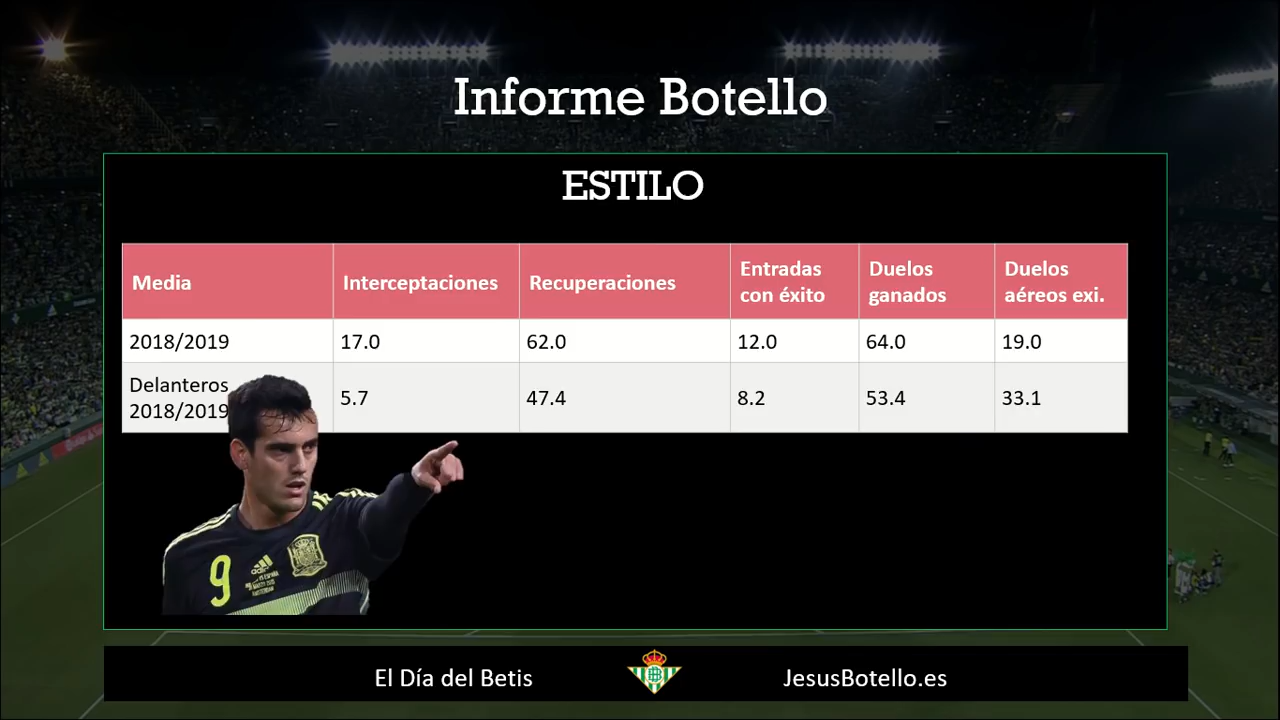 Informe Botello
ESTILO
Media
Interceptaciones
Recuperaciones
Entradas
con éxito
Duelos
ganados
Duelos
aéreos exi.
2018/2019
17.0
62.0
12.0
64.0
19.0
Delanteros
2018/2019
5.7
47.4
8.2
53.4
33.1
9
El Día del Betis
JesusBotello.es